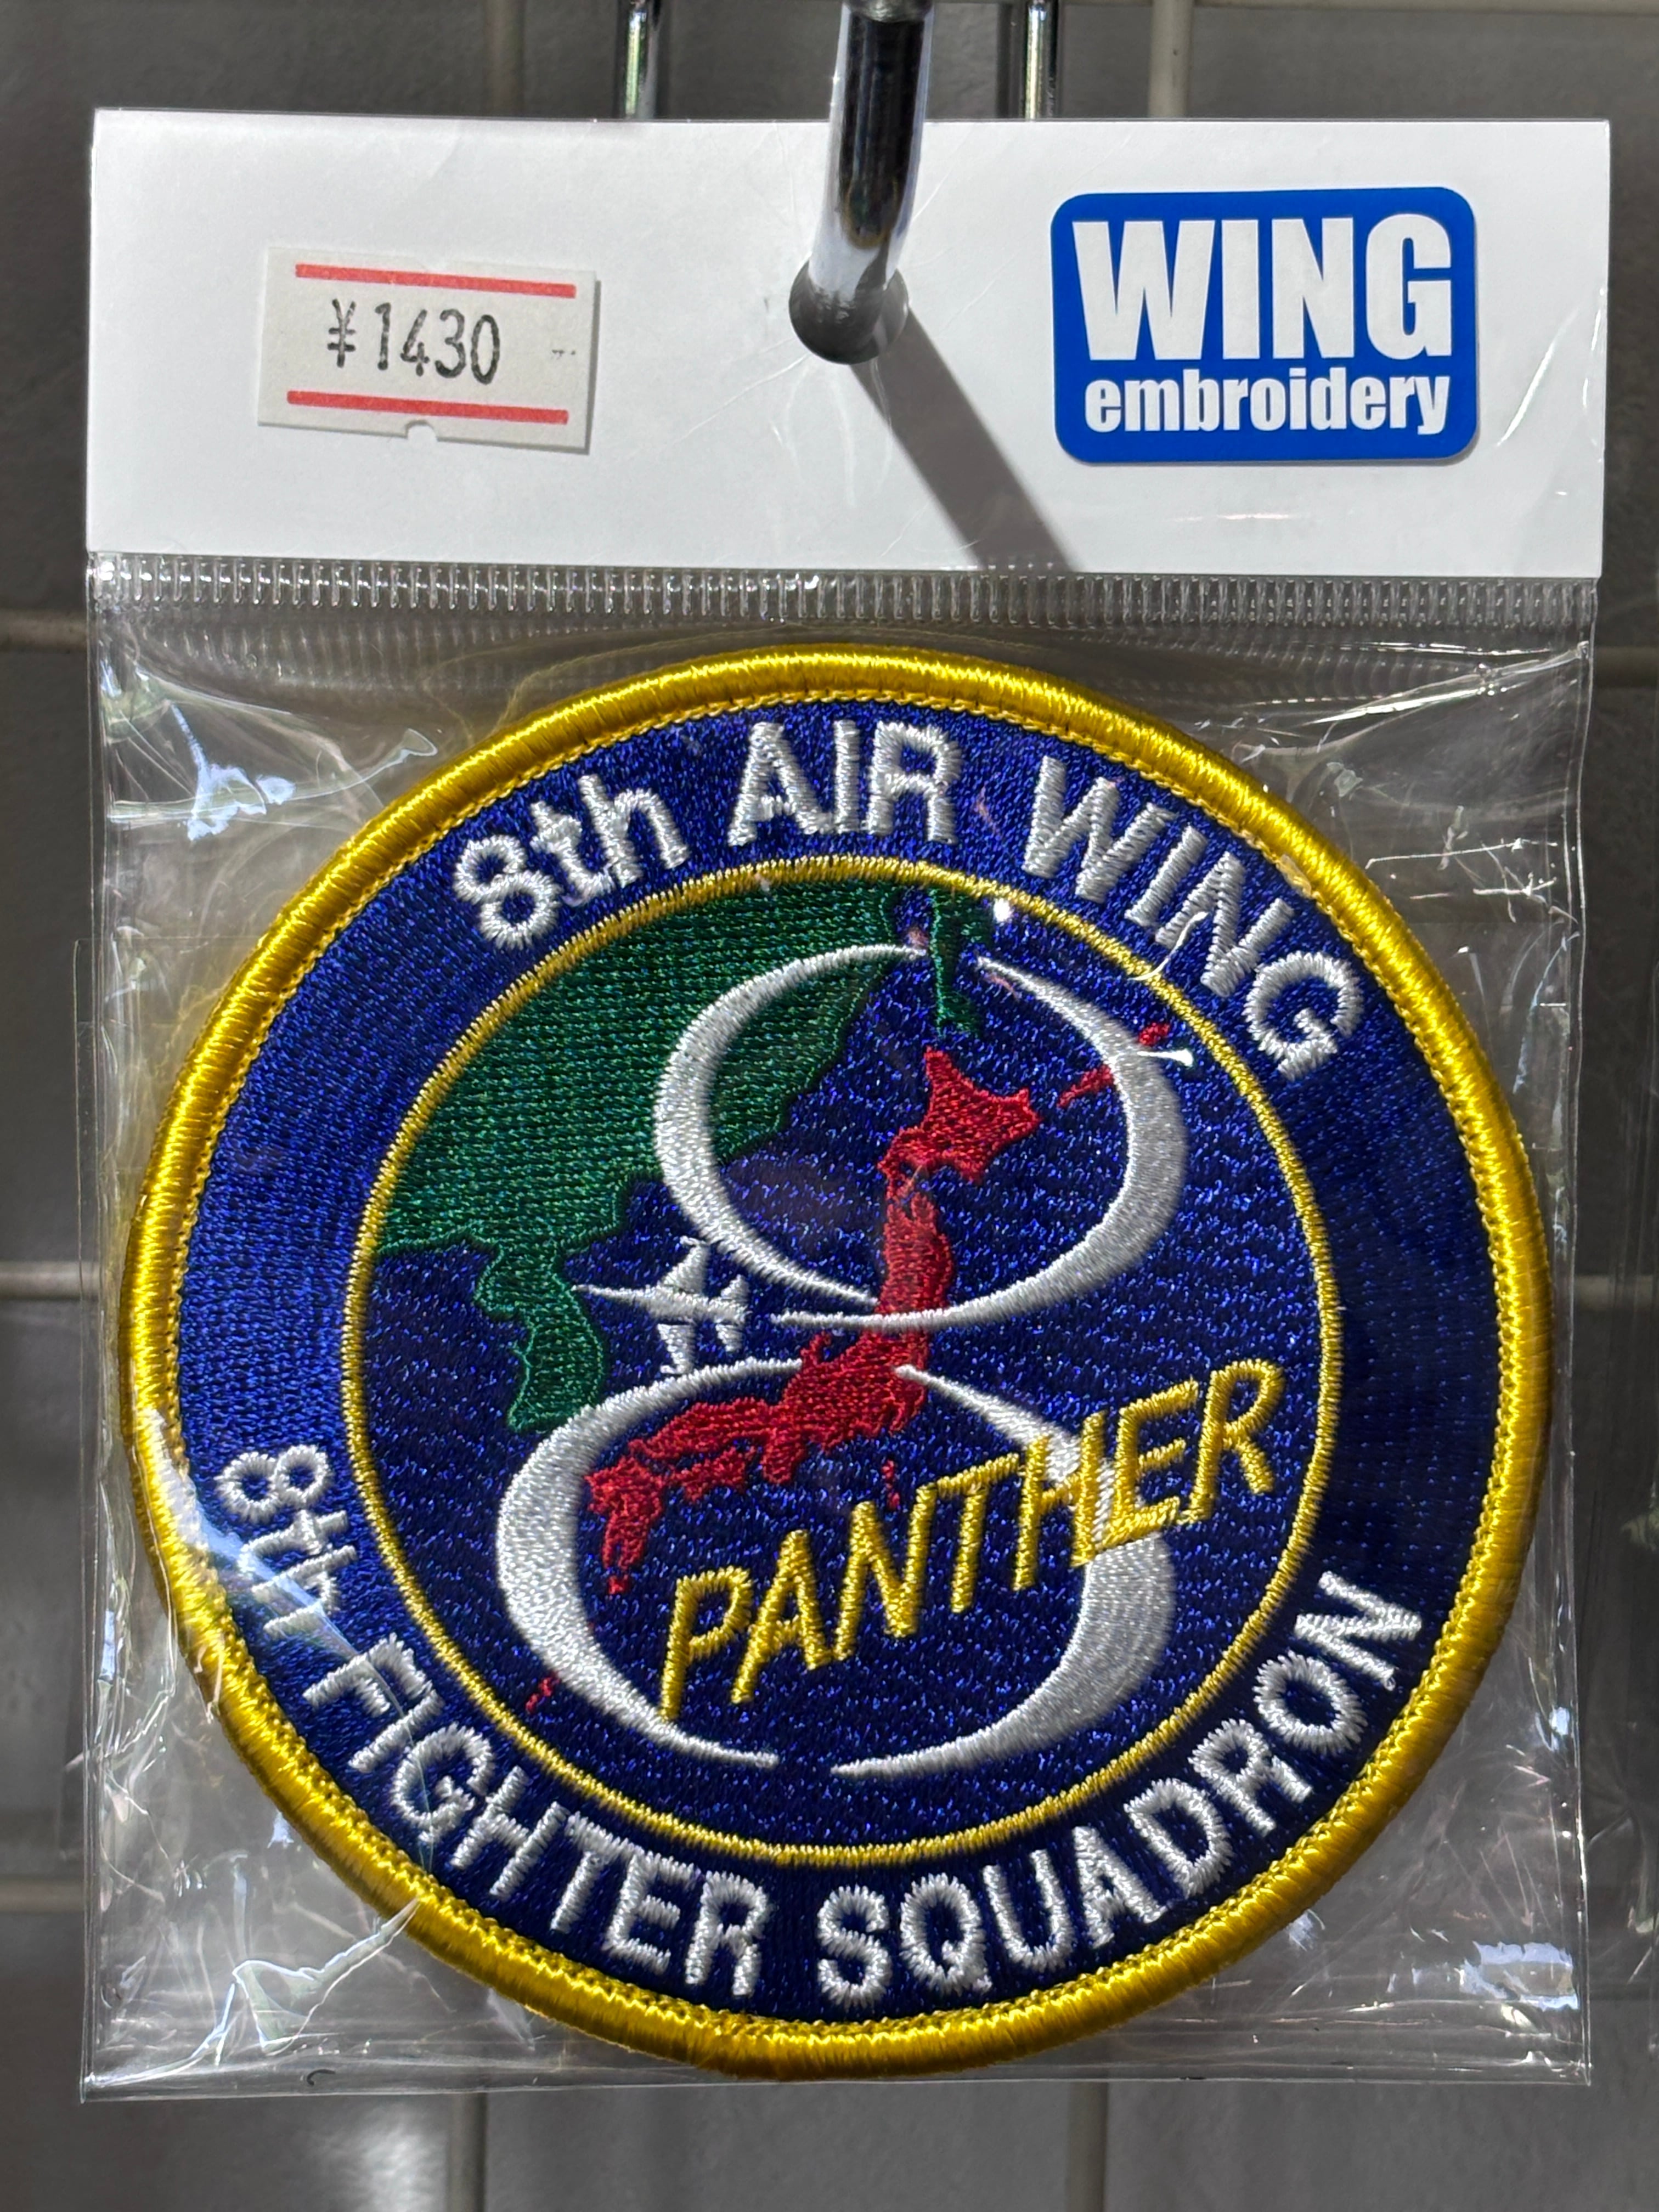 ¥1430
WING
embroidery
8th AIR WING
PANTHER
8th FIGHTER SQUADRON